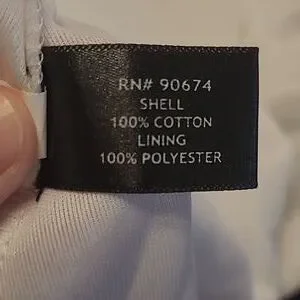 RN# 90674
SHELL
100% COTTON
LINING
100% POLYESTER